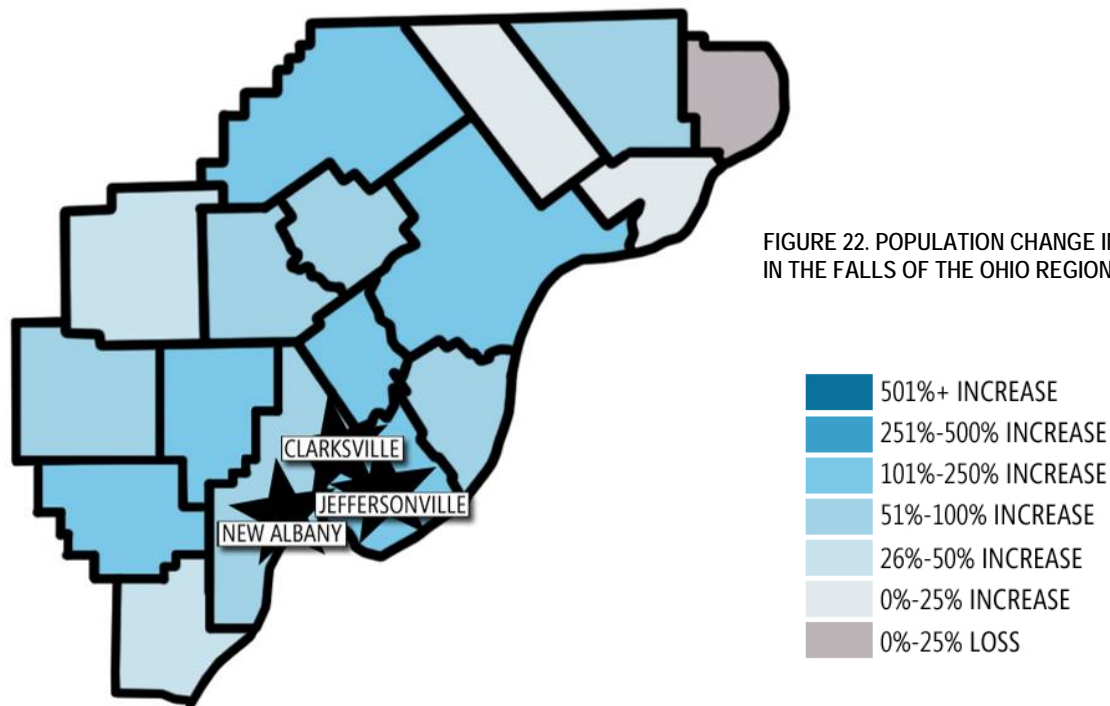 FIGURE 22. POPULATION CHANGE
IN THE FALLS OF THE OHIO REGION
501%+ INCREASE
251%-500% INCREASE
101%-250% INCREASE
51%-100% INCREASE
26%-50% INCREASE
0%-25% INCREASE
0%-25% LOSS
CLARKSVILLE
JEFFERSONVILLE
NEW ALBANY